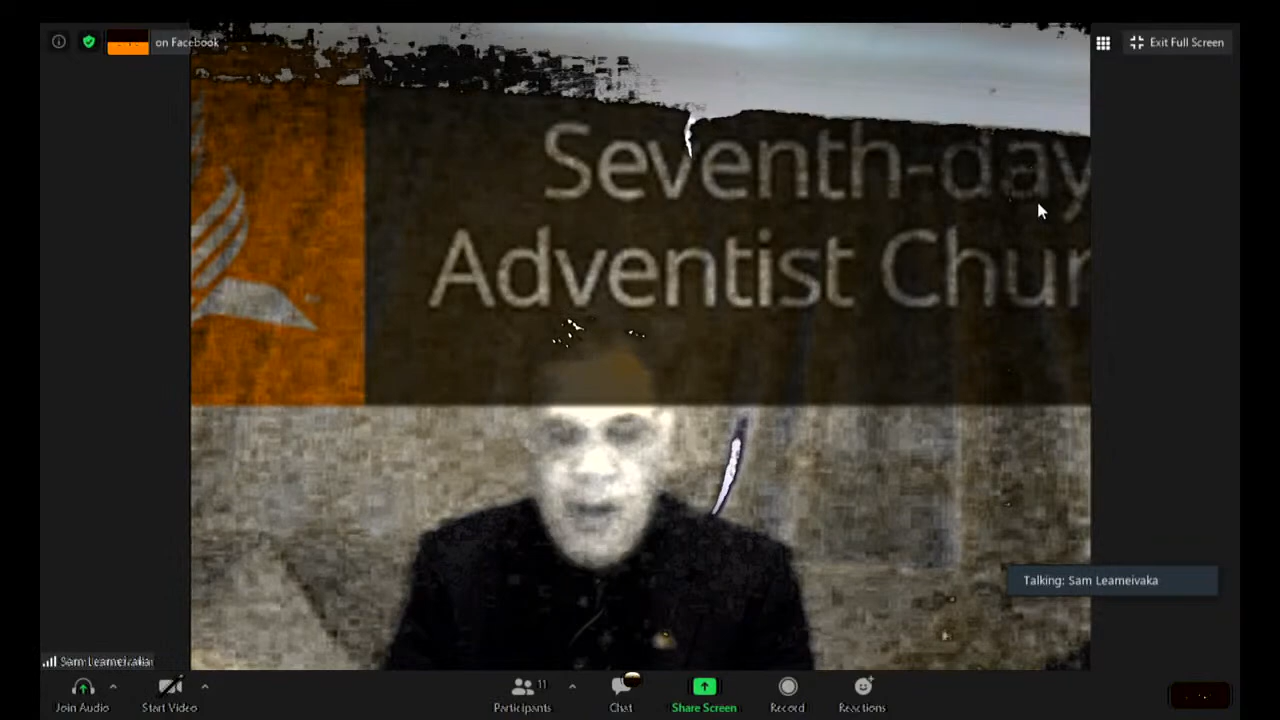 on Facebook
Exit Full Screen
Seventh-day
Adventist Chur
Talking: Sam Leameivaka
Sam Leameivaka
Join Audio
Start Video
Participants
11
Chat
Share Screen
Record
Reactions